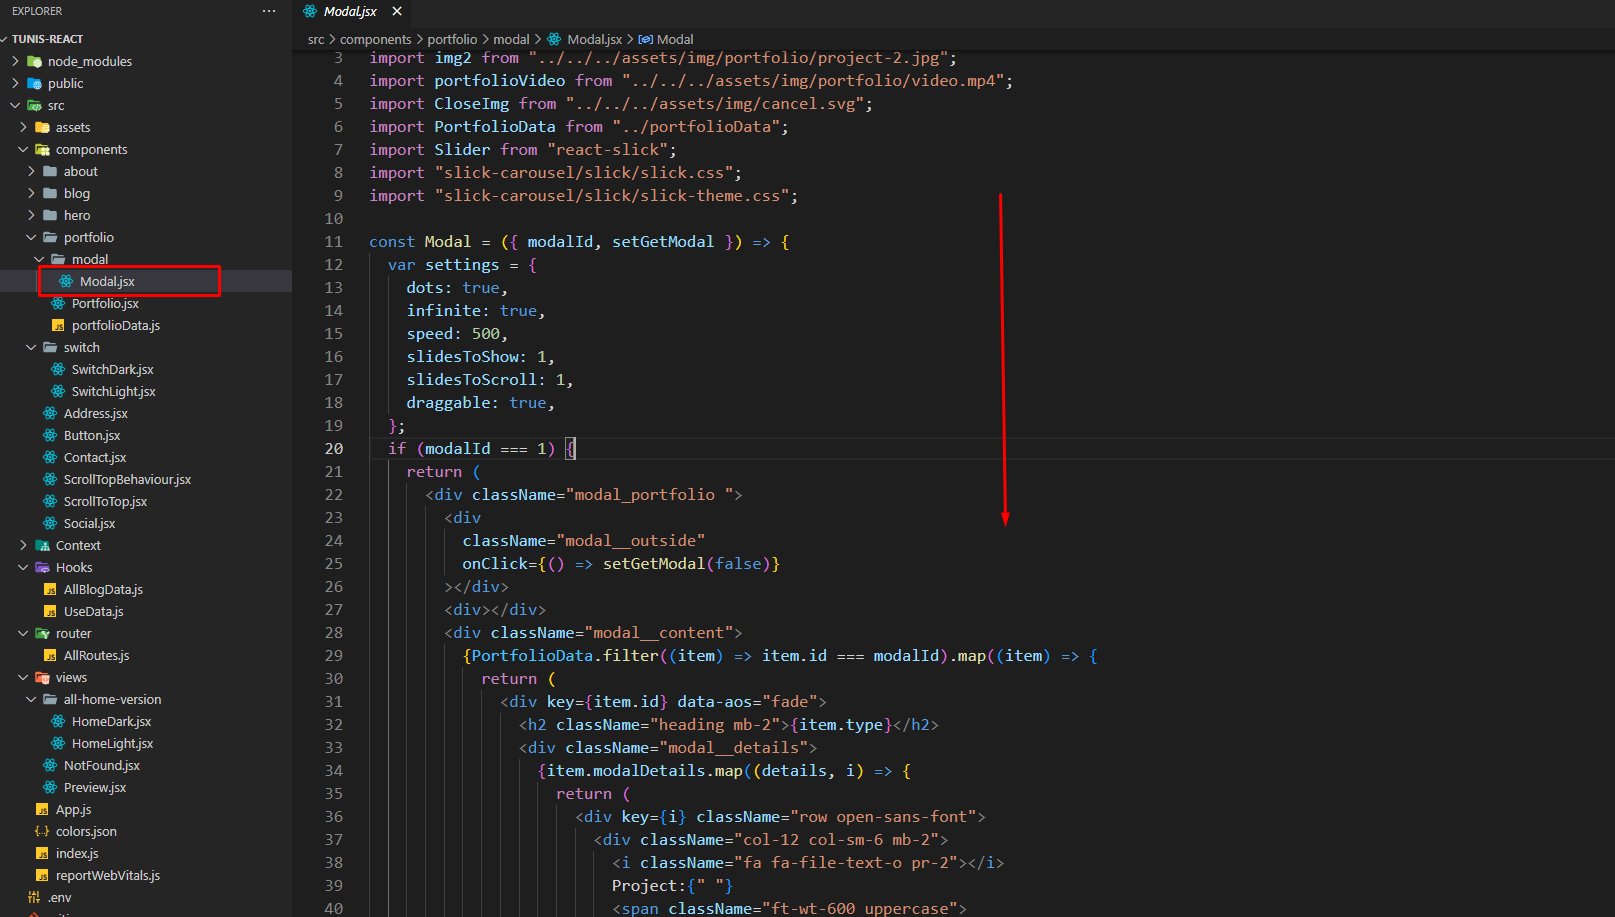 EXPLORER
TUNIS-REACT
node_modules
public
src
assets
components
about
blog
hero
portfolio
modal
Modal.jsx
Portfolio.jsx
portfolioData.js
switch
SwitchDark.jsx
SwitchLight.jsx
Address.jsx
Button.jsx
Contact.jsx
ScrollTopBehaviour.jsx
ScrollToTop.jsx
Social.jsx
Context
Hooks
AllBlogData.js
UseData.js
router
AllRoutes.js
views
all-home-version
HomeDark.jsx
HomeLight.jsx
NotFound.jsx
Preview.jsx
App.js
colors.json
index.js
reportWebVitals.js
.env
Modal.jsx
src > components > portfolio > modal > Modal.jsx > Modal
3 import img2 from "../../../assets/img/portfolio/project-2.jpg";
4 import portfolioVideo from "../../../assets/img/portfolio/video.mp4";
5 import CloseImg from "../../../assets/img/cancel.svg";
6 import PortfolioData from "../portfolioData";
7 import Slider from "react-slick";
8 import "slick-carousel/slick/slick.css";
9 import "slick-carousel/slick/slick-theme.css";
10
11 const Modal = ({ modalId, setGetModal }) => {
12 var settings = {
13 dots: true,
14 infinite: true,
15 speed: 500,
16 slidesToShow: 1,
17 slidesToScroll: 1,
18 draggable: true,
19 };
20 if (modalId === 1) {
21 return (
22 <div className="modal_portfolio ">
23 <div
24 className="modal__outside"
25 onClick={() => setGetModal(false)}
26 ></div>
27 <div></div>
28 <div className="modal__content">
29 {PortfolioData.filter((item) => item.id === modalId).map((item) => {
30 return (
31 <div key={item.id} data-aos="fade">
32 <h2 className="heading mb-2">{item.type}</h2>
33 <div className="modal__details">
34 {item.modalDetails.map((details, i) => {
35 return (
36 <div key={i} className="row open-sans-font">
37 <div className="col-12 col-sm-6 mb-2">
38 <i className="fa fa-file-text-o pr-2"></i>
39 Project:{" "}
40 <span className="ft-wt-600 uppercase">